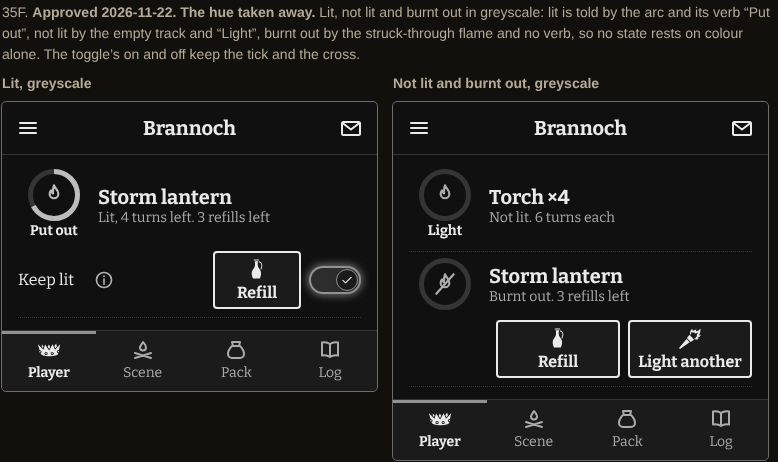 35F. Approved 2026-11-22. The hue taken away. Lit, not lit and burnt out in greyscale: lit is told by the arc and its verb “Put
out”, not lit by the empty track and “Light”, burnt out by the struck-through flame and no verb, so no state rests on colour
alone. The toggle’s on and off keep the tick and the cross.
Lit, greyscale
Brannoch
Storm lantern
Lit, 4 turns left. 3 refills left
Put out
Keep lit
Refill
Player
Scene
Pack
Log
Not lit and burnt out, greyscale
Brannoch
Torch ×4
Not lit. 6 turns each
Light
Storm lantern
Burnt out. 3 refills left
Refill
Light another
Player
Scene
Pack
Log